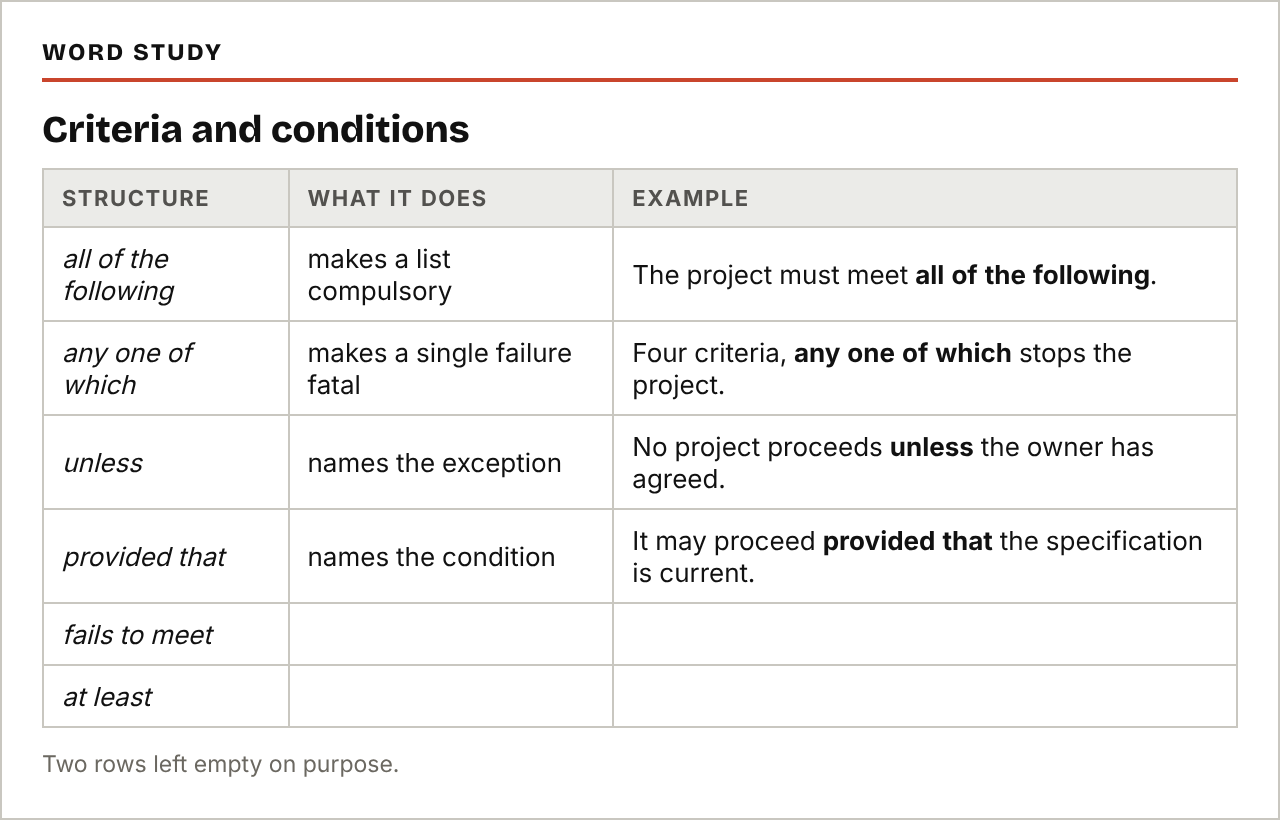 WORD STUDY
Criteria and conditions
STRUCTURE
WHAT IT DOES
EXAMPLE
all of the
following
makes a list
compulsory
The project must meet all of the following.
any one of
which
makes a single failure
fatal
Four criteria, any one of which stops the
project.
unless
names the exception
No project proceeds unless the owner has
agreed.
provided that
names the condition
It may proceed provided that the specification
is current.
fails to meet
at least
Two rows left empty on purpose.